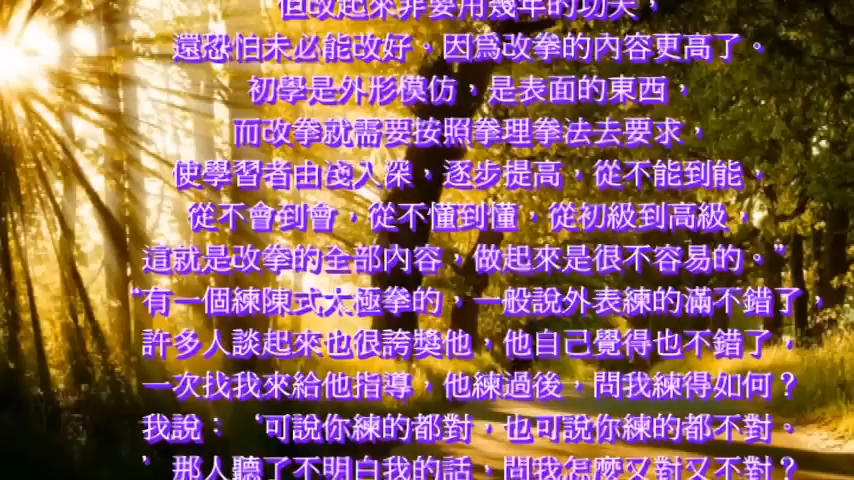 但改起來非要用幾年的功夫，
還恐怕未必能改好。因爲改拳的內容更高了。
初學是外形模仿，是表面的東西，
而改拳就需要按照拳理拳法去要求，
使學習者由淺入深，逐步提高，從不能到能，
從不會到會，從不懂到懂，從初級到高級，
這就是改拳的全部內容，做起來是很不容易的。”
“有一個練陳式大極拳的，一般說外表練的滿不錯了，
許多人談起來也很誇獎他，他自己覺得也不錯了，
一次找我來給他指導，他練過後，問我練得如何？
我說：‘可說你練的都對，也可說你練的都不對。
’那人聽了不明白我的話，問我怎麼又對又不對？